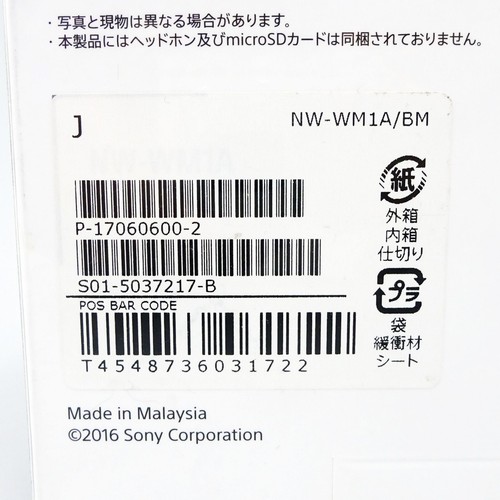 ・写真と現物は異なる場合があります。
・本製品にはヘッドホン及びmicroSDカードは同梱されておりません。
J
NW-WM1A/BM
紙
外箱
内箱
仕切り
P-17060600-2
S01-5037217-B
POS BAR CODE
プラ
袋
緩衝材
シート
T4548736031722
Made in Malaysia
©2016 Sony Corporation